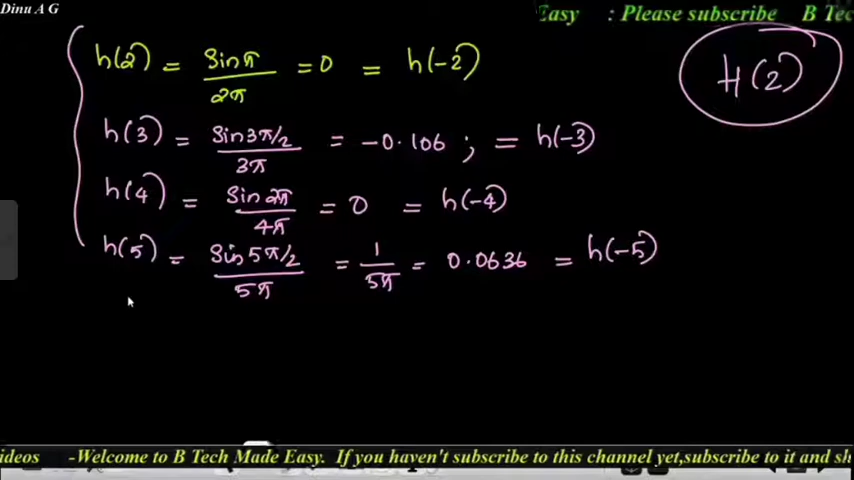 Dinu A G
Easy : Please subscribe B Tec
h(2) = Sinπ/2π = 0 = h(-2)
H(2)
h(3) = Sin3π/2 / 3π = -0.106 ; = h(-3)
h(4) = Sin2π/4π = 0 = h(-4)
h(5) = Sin5π/2 / 5π = 1/5π = 0.0636 = h(-5)
ideos -Welcome to B Tech Made Easy. If you haven't subscribe to this channel yet,subscribe to it and sh